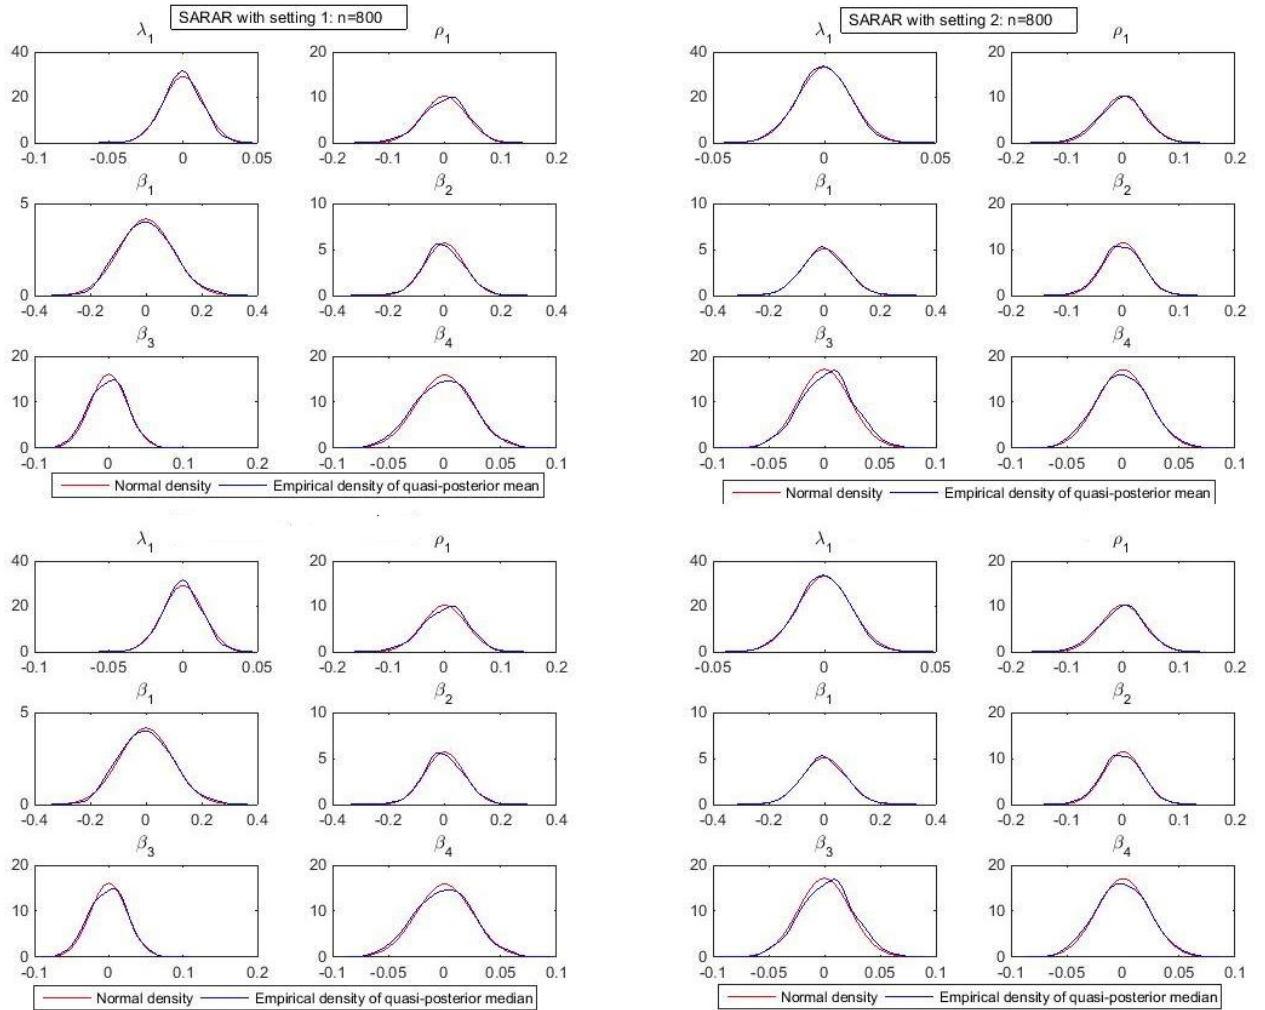 SARAR with setting 1: n=800
λ1 ρ1
40 20
20 10
0 0
-0.1 -0.05 0 0.05 -0.2 -0.1 0 0.1 0.2
β1 β2
5 10
5
0 0
-0.4 -0.2 0 0.2 0.4 -0.4 -0.2 0 0.2 0.4
β3 β4
20 20
10 10
0 0
-0.1 0 0.1 0.2 -0.1 -0.05 0 0.05 0.1
Normal density Empirical density of quasi-posterior mean
SARAR with setting 2: n=800
λ1 ρ1
40 20
20 10
0 0
-0.05 0 0.05 -0.2 -0.1 0 0.1 0.2
β1 β2
10 20
5 10
0 0
-0.4 -0.2 0 0.2 0.4 -0.2 -0.1 0 0.1 0.2
β3 β4
20 20
10 10
0 0
-0.1 -0.05 0 0.05 0.1 -0.1 -0.05 0 0.05 0.1
Normal density Empirical density of quasi-posterior mean
λ1 ρ1
40 20
20 10
0 0
-0.1 -0.05 0 0.05 -0.2 -0.1 0 0.1 0.2
β1 β2
5 10
5
0 0
-0.4 -0.2 0 0.2 0.4 -0.4 -0.2 0 0.2 0.4
β3 β4
20 20
10 10
0 0
-0.1 0 0.1 0.2 -0.1 -0.05 0 0.05 0.1
Normal density Empirical density of quasi-posterior median
λ1 ρ1
40 20
20 10
0 0
-0.05 0 0.05 -0.2 -0.1 0 0.1 0.2
β1 β2
10 20
5 10
0 0
-0.4 -0.2 0 0.2 0.4 -0.2 -0.1 0 0.1 0.2
β3 β4
20 20
10 10
0 0
-0.1 -0.05 0 0.05 0.1 -0.1 -0.05 0 0.05 0.1
Normal density Empirical density of quasi-posterior median